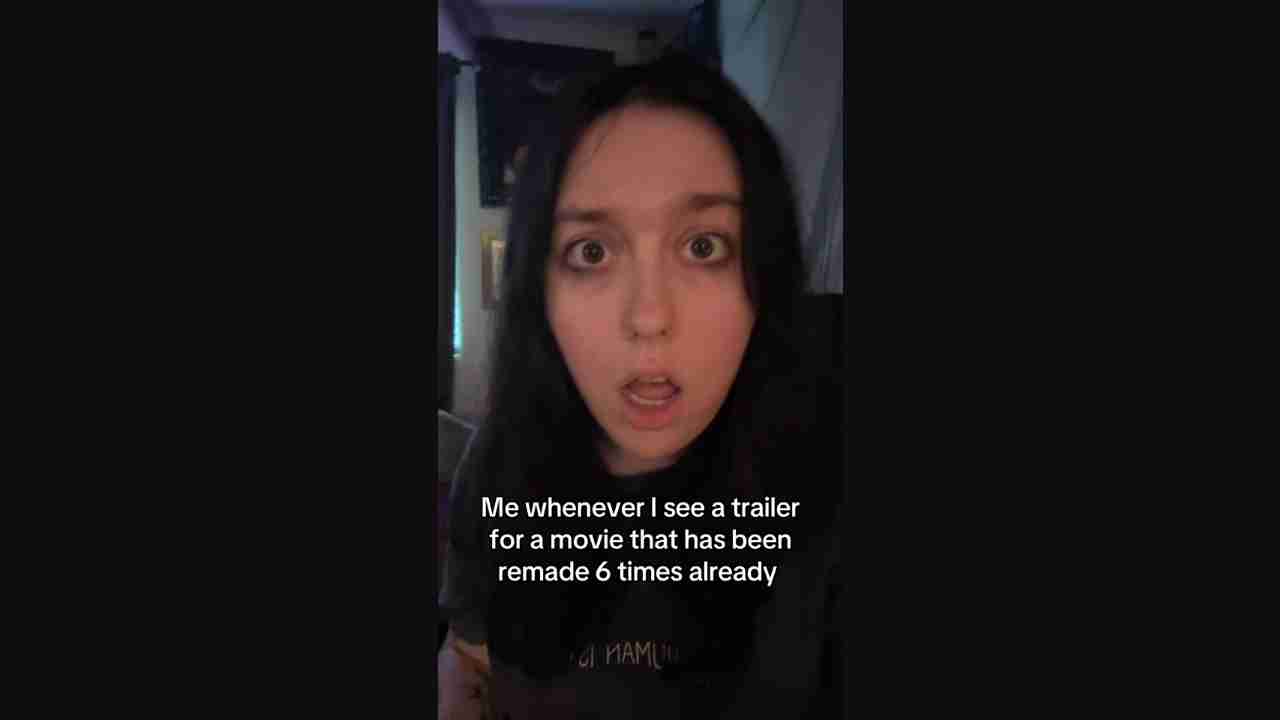 Me whenever I see a trailer
for a movie that has been
remade 6 times already